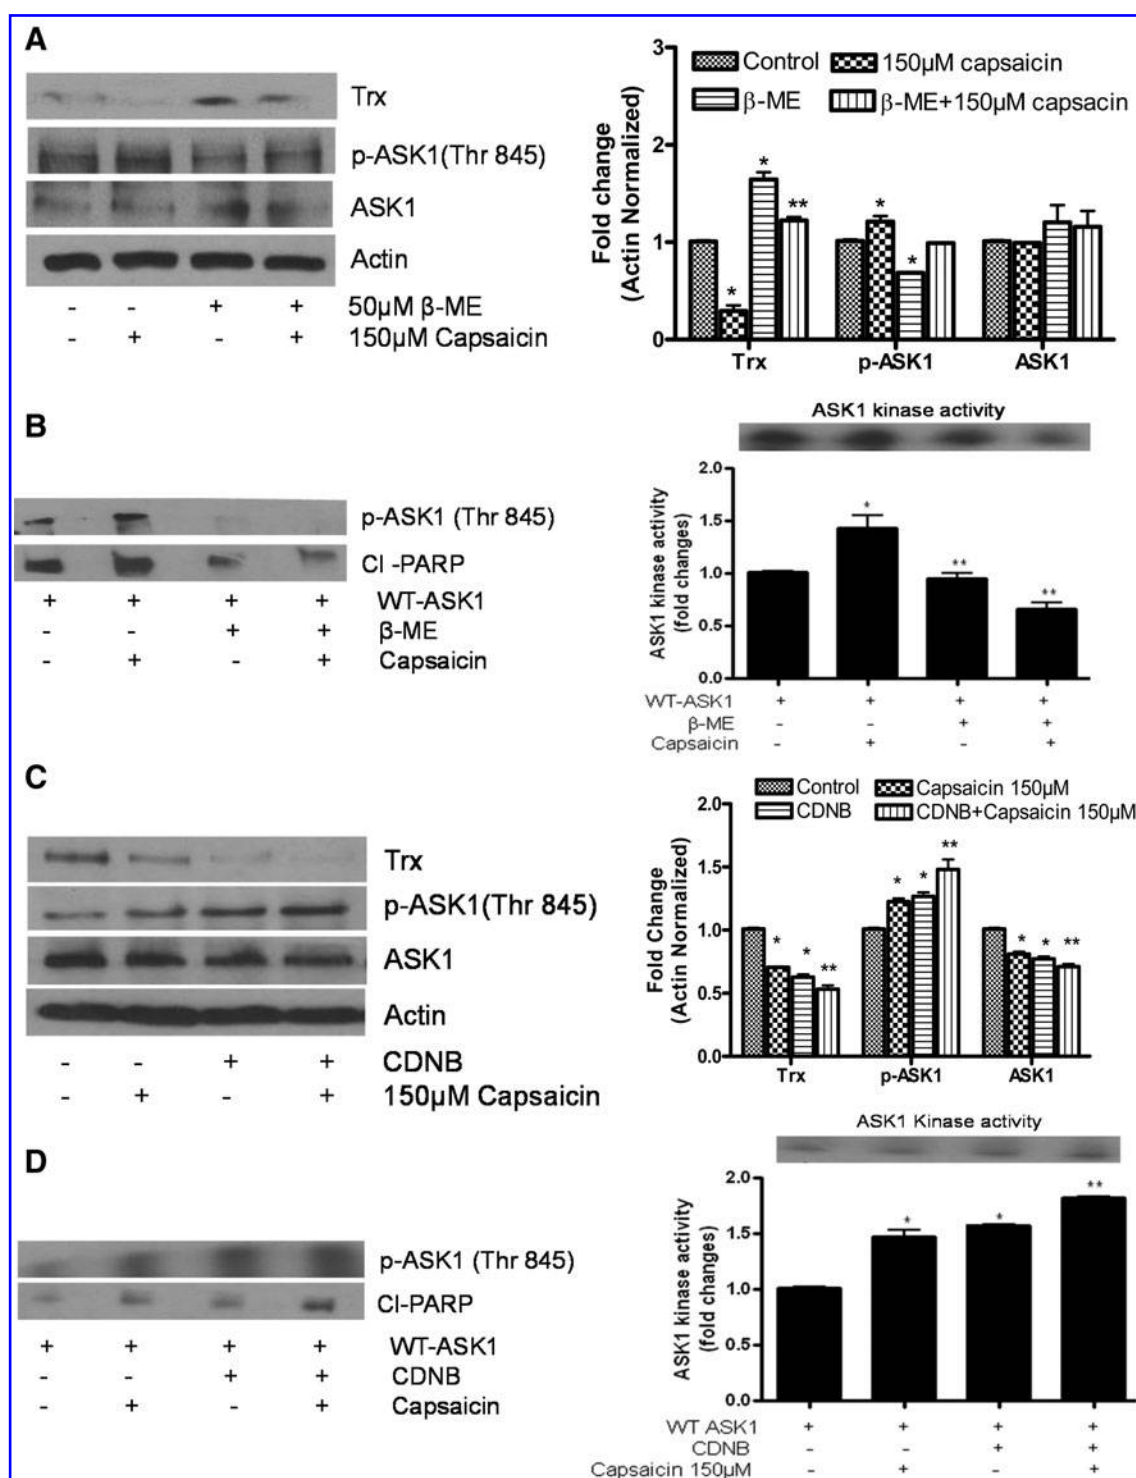 A
Trx
p-ASK1(Thr 845)
ASK1
Actin
- - + + 50µM β-ME
- + - + 150µM Capsaicin
Control 150µM capsaicin
β-ME β-ME+150µM capsacin
Fold change
(Actin Normalized)
3
2
1
0
* * ** * *
Trx p-ASK1 ASK1
B
p-ASK1 (Thr 845)
Cl -PARP
+ + + + WT-ASK1
- - + + β-ME
- + - + Capsaicin
ASK1 kinase activity
ASK1 kinase activity
(fold changes)
2.0
1.5
1.0
0.5
0.0
* ** **
WT-ASK1 + + + +
β-ME - - + +
Capsaicin - + - +
C
Trx
p-ASK1(Thr 845)
ASK1
Actin
- - + + CDNB
- + - + 150µM Capsaicin
Control Capsaicin 150µM
CDNB CDNB+Capsaicin 150µM
Fold Change
(Actin Normalized)
2.0
1.5
1.0
0.5
0.0
* * ** * * ** * * **
Trx p-ASK1 ASK1
D
p-ASK1 (Thr 845)
Cl-PARP
+ + + + WT-ASK1
- - + + CDNB
- + - + Capsaicin
ASK1 Kinase activity
ASK1 kinase activity
(fold changes)
2.0
1.5
1.0
0.5
0.0
* * **
WT ASK1 + + + +
CDNB - - + +
Capsaicin 150µM - + - +